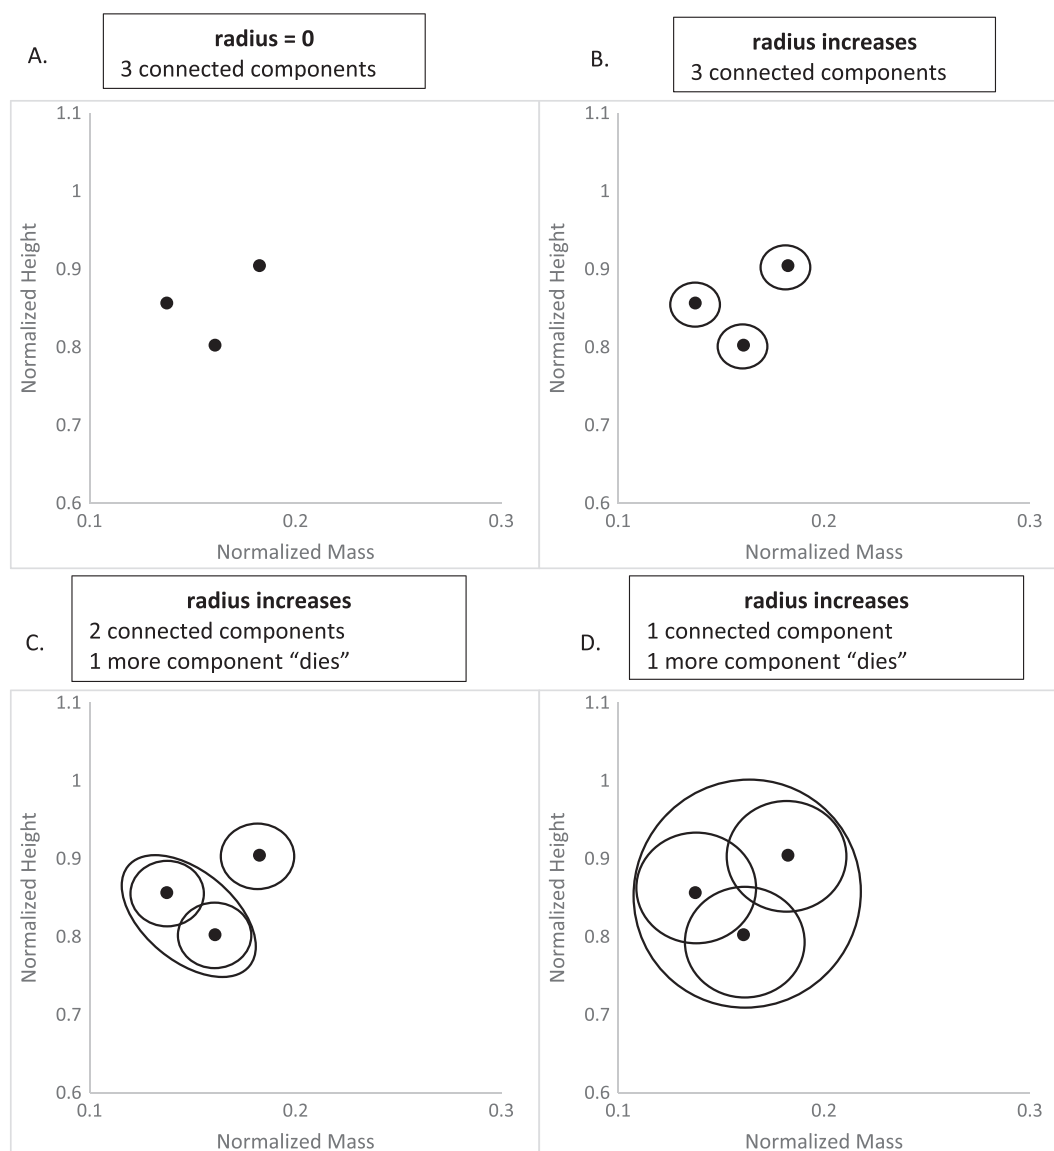 A.
radius = 0
3 connected components
B.
radius increases
3 connected components
1.1
1
0.9
0.8
0.7
0.6
0.1
0.2
0.3
Normalized Height
Normalized Mass
1.1
1
0.9
0.8
0.7
0.6
0.1
0.2
0.3
Normalized Height
Normalized Mass
C.
radius increases
2 connected components
1 more component “dies”
D.
radius increases
1 connected component
1 more component “dies”
1.1
1
0.9
0.8
0.7
0.6
0.1
0.2
0.3
Normalized Height
Normalized Mass
1.1
1
0.9
0.8
0.7
0.6
0.1
0.2
0.3
Normalized Height
Normalized Mass